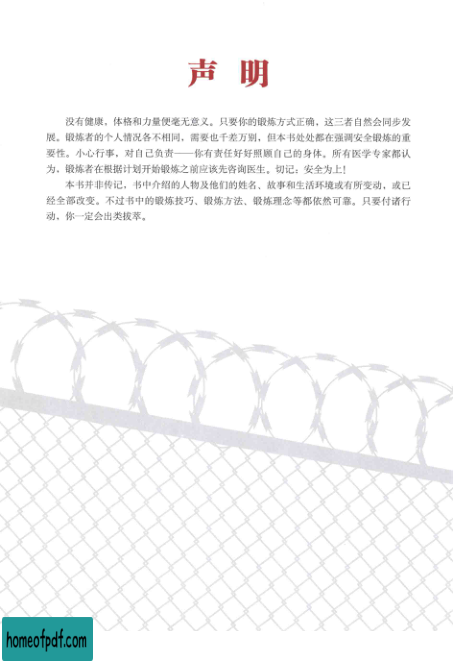 声 明
没有健康，体格和力量便毫无意义。只要你的锻炼方式正确，这三者自然会同步发
展。锻炼者的个人情况各不相同，需要也千差万别，但本书处处都在强调安全锻炼的重
要性。小心行事，对自己负责——你有责任好好照顾自己的身体。所有医学专家都认
为，锻炼者在根据计划开始锻炼之前应该先咨询医生。切记：安全为上！
本书并非传记，书中介绍的人物及他们的姓名、故事和生活环境或有所变动，或已
经全部改变。不过书中的锻炼技巧、锻炼方法、锻炼理念等都依然可靠。只要付诸行
动，你一定会出类拔萃。
homeofpdf.com